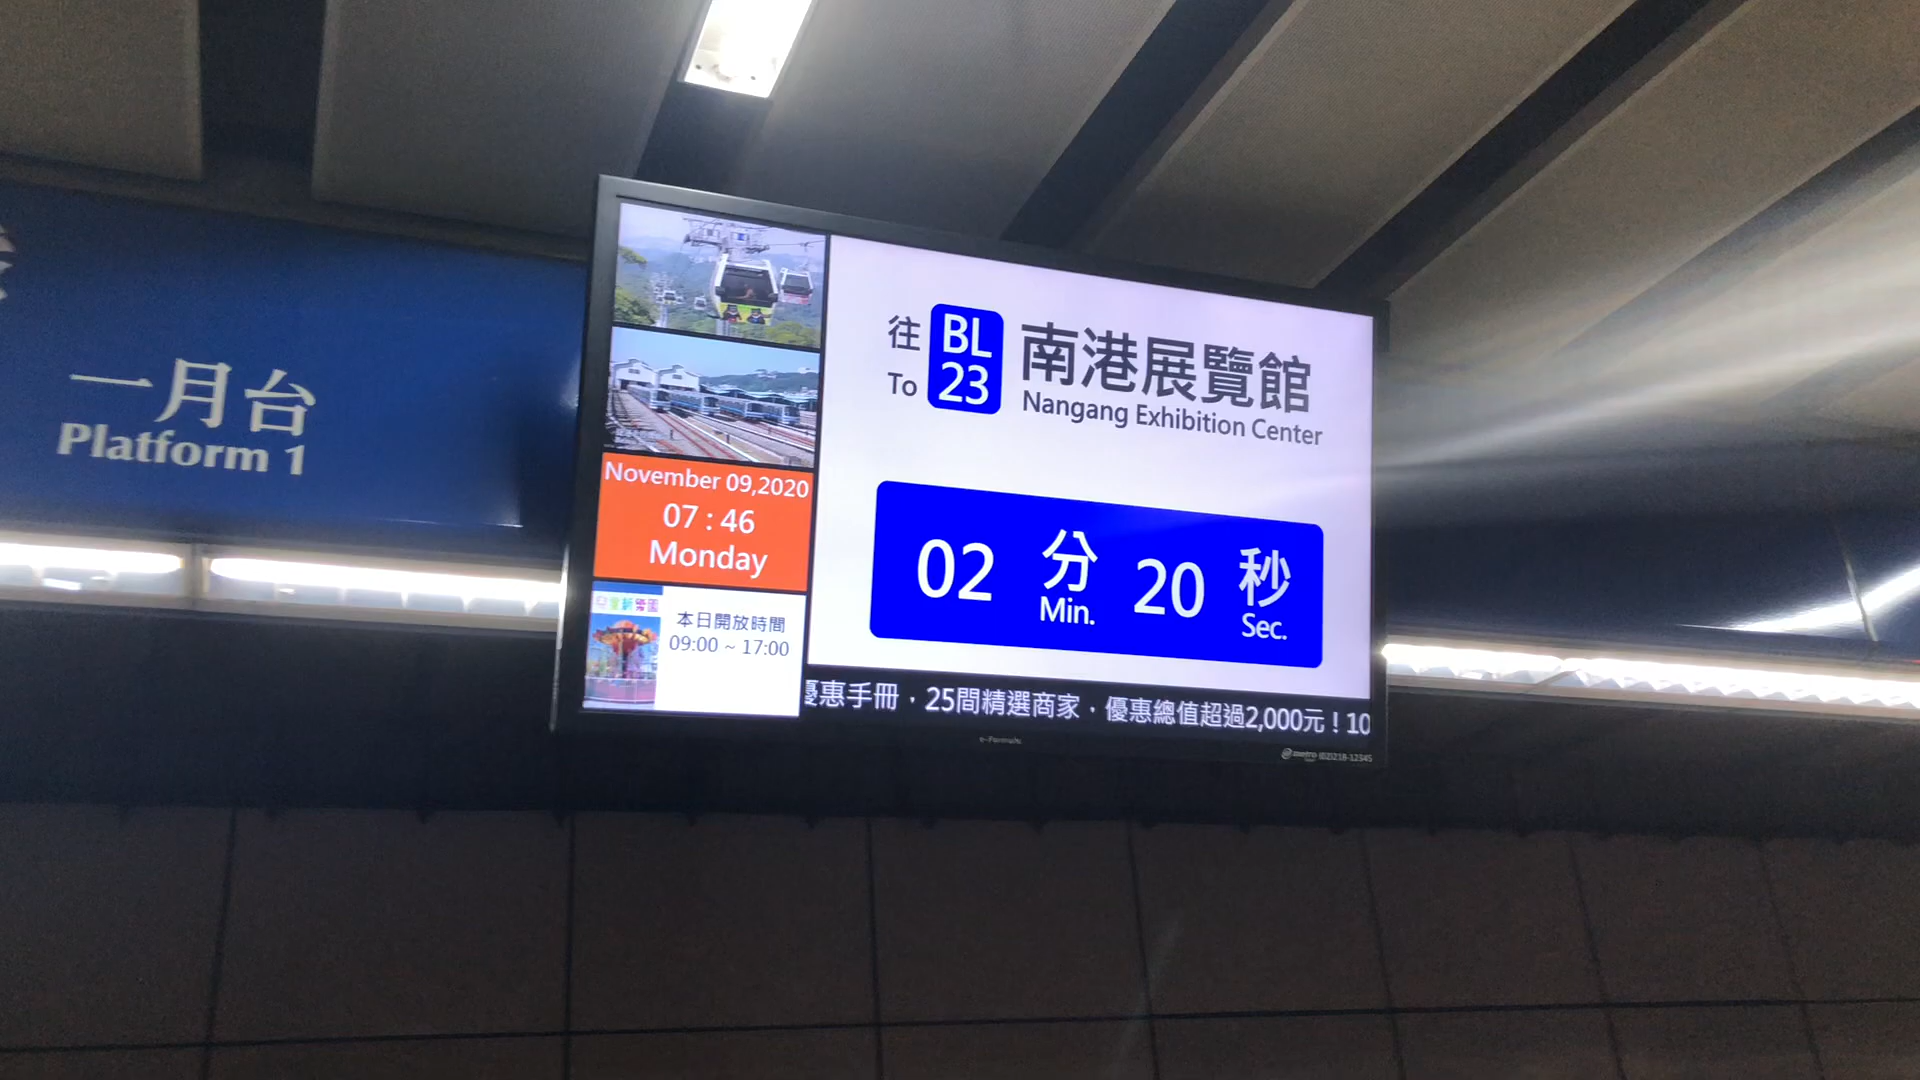 一月台
Platform 1
November 09,2020
07 : 46
Monday
本日開放時間
09:00 ~ 17:00
往
To
BL
23
南港展覽館
Nangang Exhibition Center
02 分 20 秒
Min. Sec.
優惠手冊，25間精選商家，優惠總值超過2,000元！10